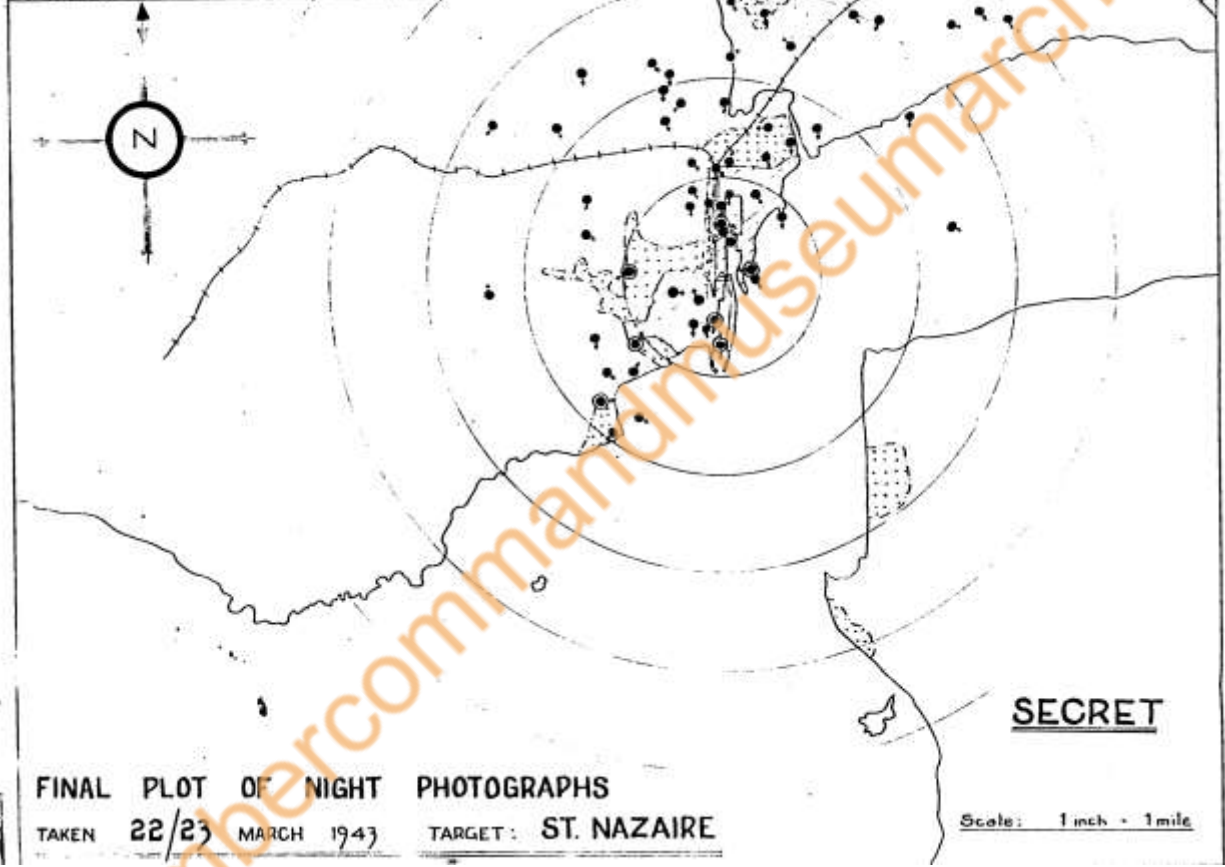 N
SECRET
FINAL PLOT OF NIGHT PHOTOGRAPHS
TAKEN 22/23 MARCH 1943 TARGET: ST. NAZAIRE
Scale: 1 inch = 1 mile
mbercommandmuseumarch